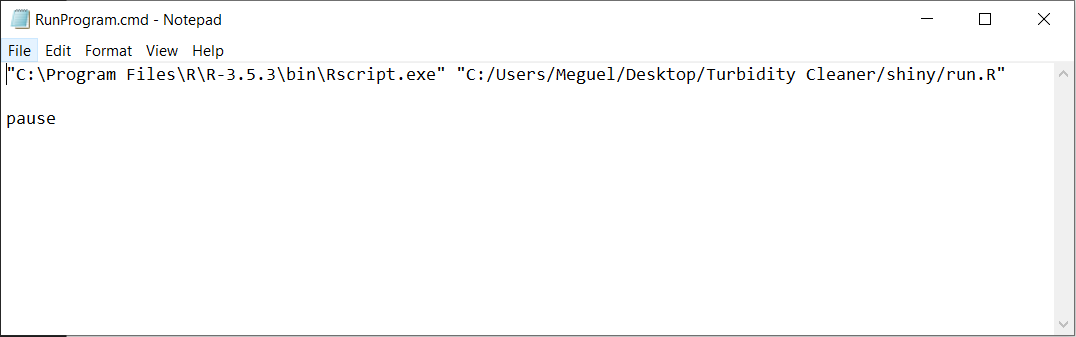 RunProgram.cmd - Notepad
File Edit Format View Help
"C:\Program Files\R\R-3.5.3\bin\Rscript.exe" "C:/Users/Meguel/Desktop/Turbidity Cleaner/shiny/run.R"
pause